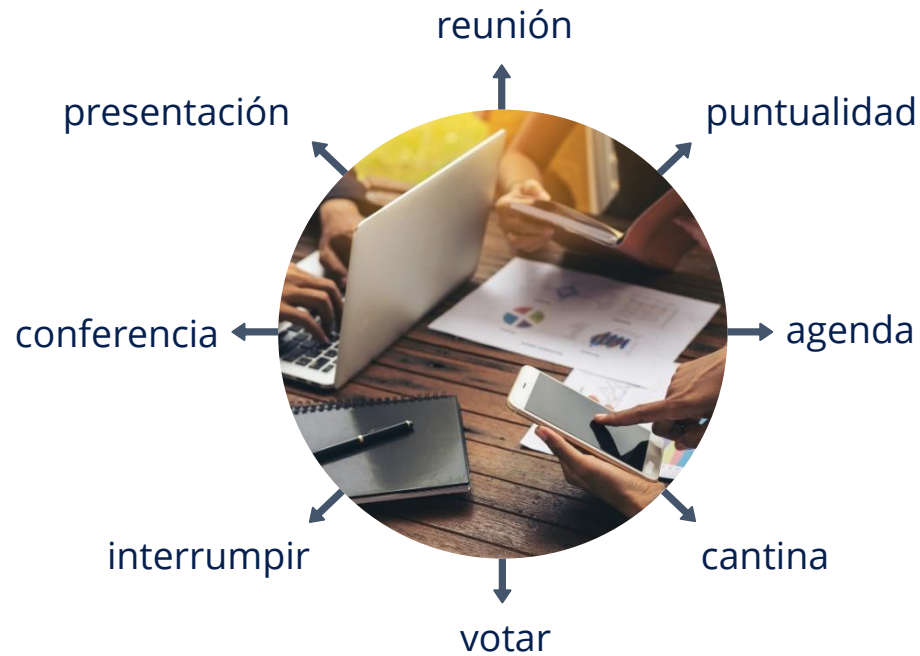 reunión
presentación
puntualidad
conferencia
agenda
interrumpir
cantina
votar